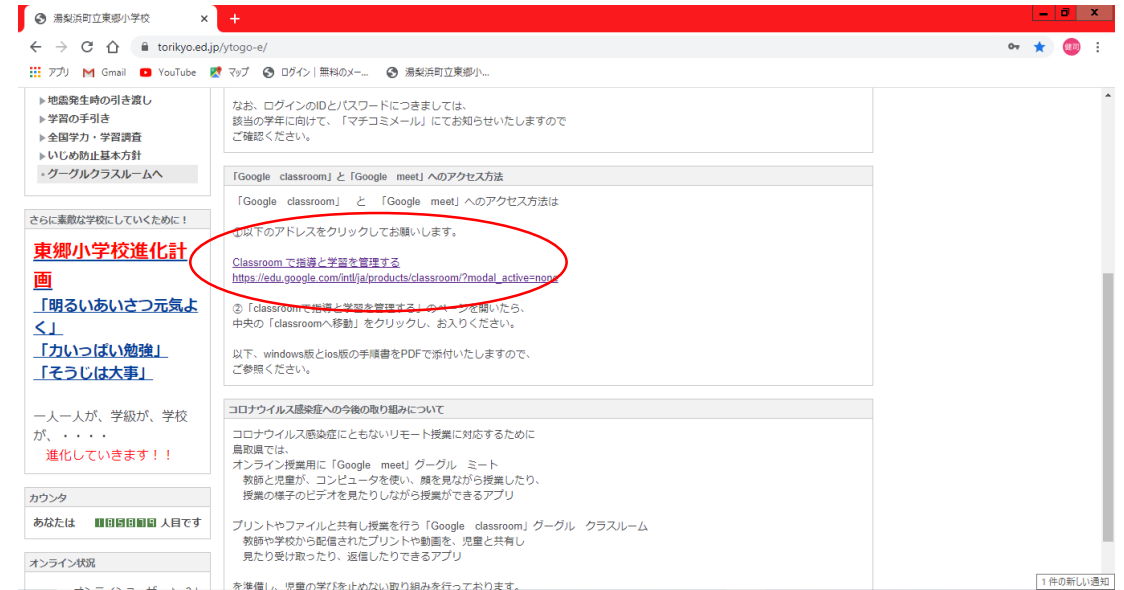 湯梨浜町立東郷小学校
torikyo.ed.jp/ytogo-e/
健司
アプリ
Gmail
YouTube
マップ
ログイン｜無料のメー...
湯梨浜町立東郷小...
▶地震発生時の引き渡し
▶学習の手引き
▶全国学力・学習調査
▶いじめ防止基本方針
・グーグルクラスルームへ
さらに素敵な学校にしていくために！
東郷小学校進化計
画
「明るいあいさつ元気よ
く」
「力いっぱい勉強」
「そうじは大事」
一人一人が、学級が、学校
が、・・・・
進化していきます！！
カウンタ
あなたは
人目です
オンライン状況
なお、ログインのIDとパスワードにつきましては、
該当の学年に向けて、「マチコミメール」にてお知らせいたしますので
ご確認ください。
「Google　classroom」と「Google　meet」へのアクセス方法
「Google　classroom」　と　「Google　meet」へのアクセス方法は
①以下のアドレスをクリックしてお願いします。
Classroom で指導と学習を管理する
https://edu.google.com/intl/ja/products/classroom/?modal_active=none
②「classroomで指導と学習を管理する」のページを開いたら、
中央の「classroomへ移動」をクリックし、お入りください。
以下、windows版とios版の手順書をPDFで添付いたしますので、
ご参照ください。
コロナウイルス感染症への今後の取り組みについて
コロナウイルス感染症にともないリモート授業に対応するために
鳥取県では、
オンライン授業用に「Google　meet」グーグル　ミート
教師と児童が、コンピュータを使い、顔を見ながら授業したり、
授業の様子のビデオを見たりしながら授業ができるアプリ
プリントやファイルと共有し授業を行う「Google　classroom」グーグル　クラスルーム
教師や学校から配信されたプリントや動画を、児童と共有し
見たり受け取ったり、返信したりできるアプリ
を準備し、児童の学びを止めない取り組みを行っております。
1 件の新しい通知